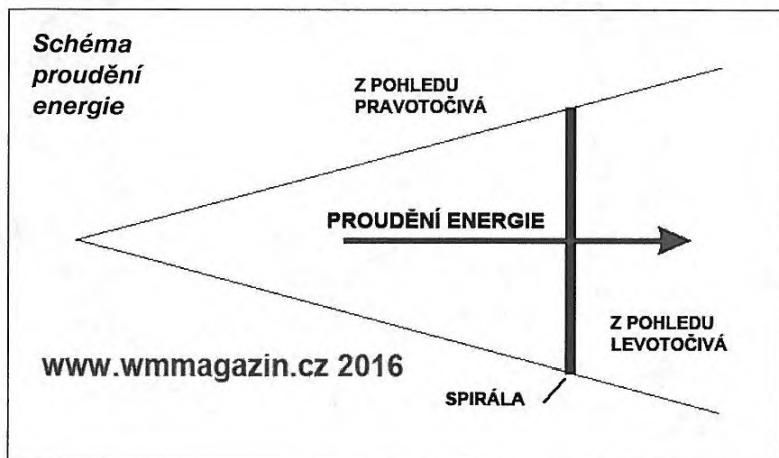 Schéma
proudění
energie
Z POHLEDU
PRAVOTOČIVÁ
PROUDĚNÍ ENERGIE
Z POHLEDU
LEVOTOČIVÁ
www.wmmagazin.cz 2016
SPIRÁLA